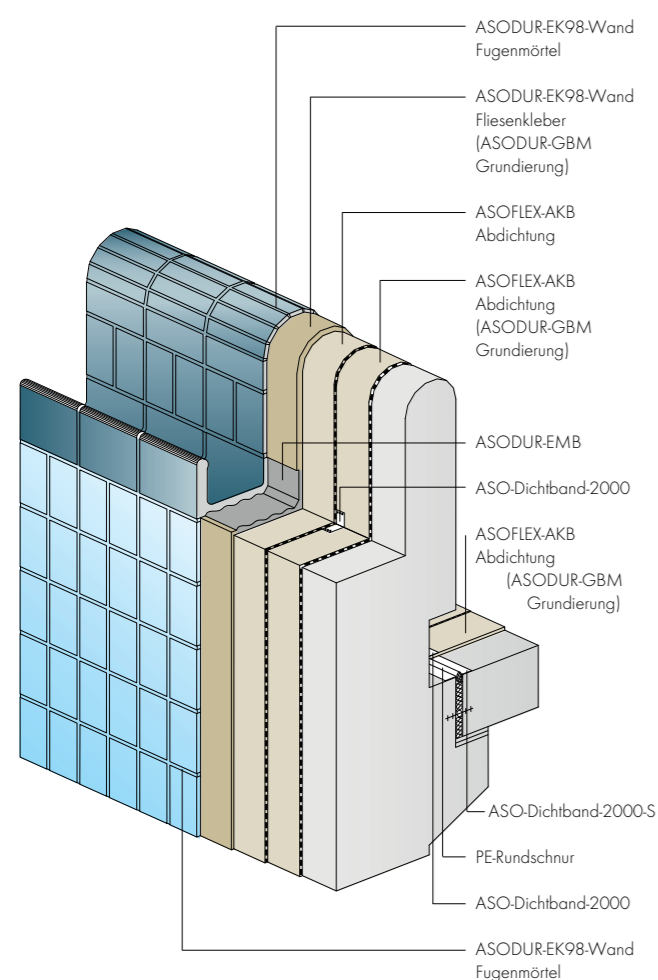 ASODUR-EK98-Wand
Fugenmörtel
ASODUR-EK98-Wand
Fliesenkleber
(ASODUR-GBM
Grundierung)
ASOFLEX-AKB
Abdichtung
ASOFLEX-AKB
Abdichtung
(ASODUR-GBM
Grundierung)
ASODUR-EMB
ASO-Dichtband-2000
ASOFLEX-AKB
Abdichtung
(ASODUR-GBM
Grundierung)
ASO-Dichtband-2000-S
PE-Rundschnur
ASO-Dichtband-2000
ASODUR-EK98-Wand
Fugenmörtel